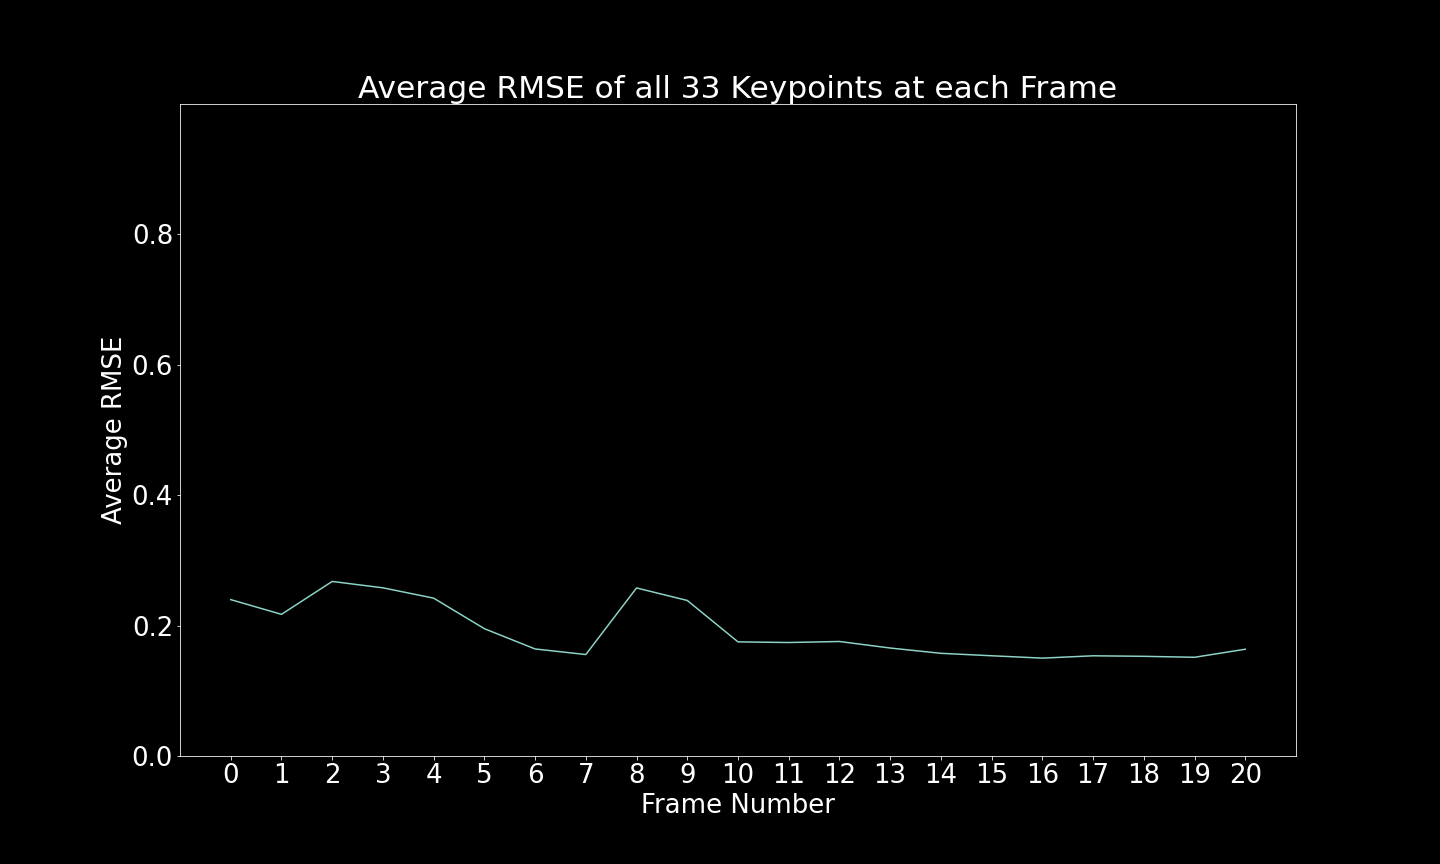 Average RMSE of all 33 Keypoints at each Frame
0.8
0.6
0.4
0.2
0.0
Average RMSE
0 1 2 3 4 5 6 7 8 9 10 11 12 13 14 15 16 17 18 19 20
Frame Number